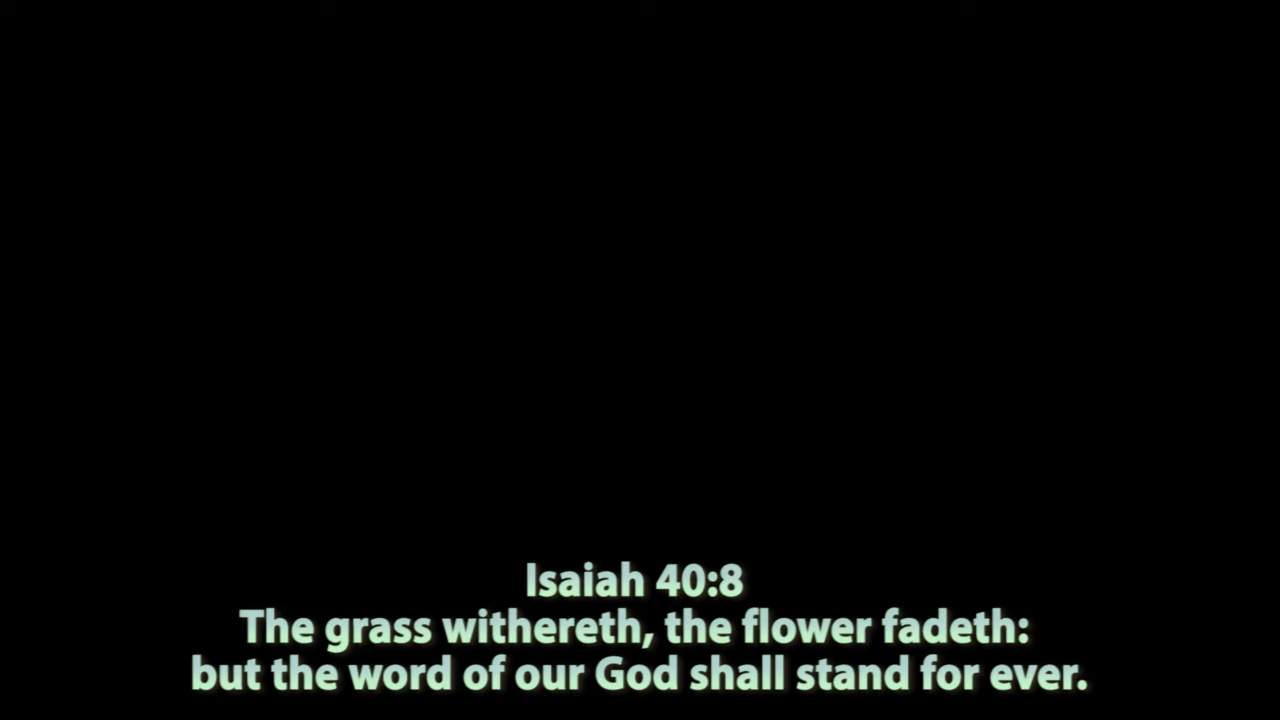 Isaiah 40:8
The grass withereth, the flower fadeth:
but the word of our God shall stand for ever.